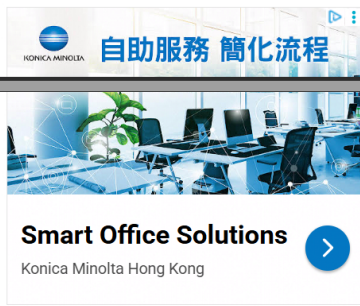 KONICA MINOLTA
自助服務 簡化流程
Smart Office Solutions
Konica Minolta Hong Kong